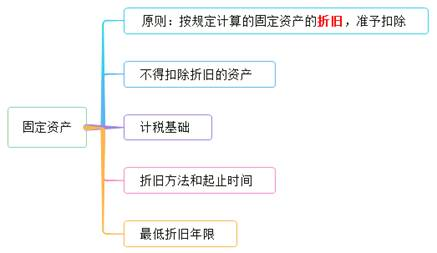 原则：按规定计算的固定资产的折旧，准予扣除
不得扣除折旧的资产
固定资产
计税基础
折旧方法和起止时间
最低折旧年限